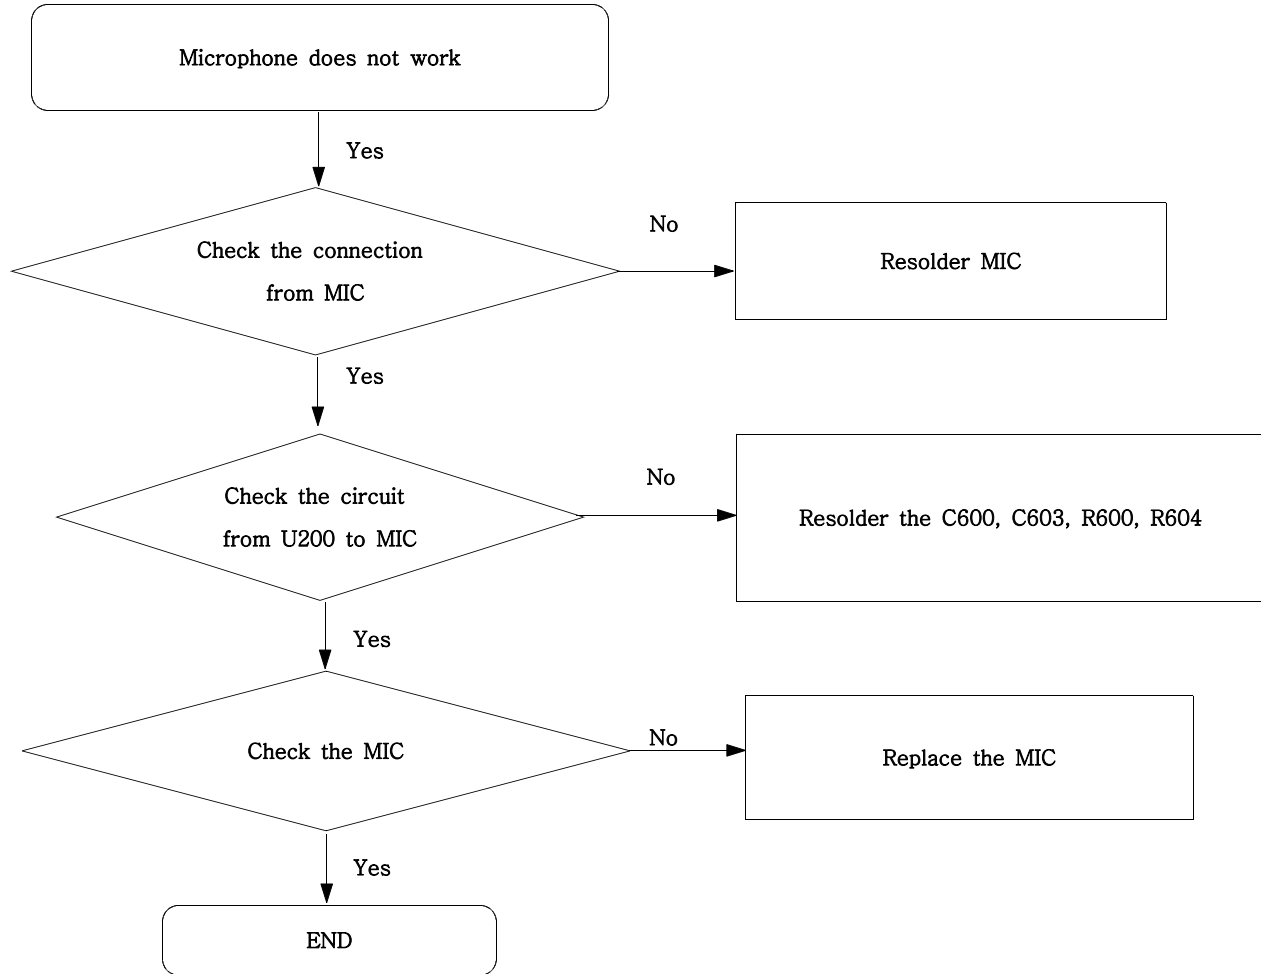 Microphone does not work
Yes
Check the connection
from MIC
No
Resolder MIC
Yes
Check the circuit
from U200 to MIC
No
Resolder the C600, C603, R600, R604
Yes
Check the MIC
No
Replace the MIC
Yes
END